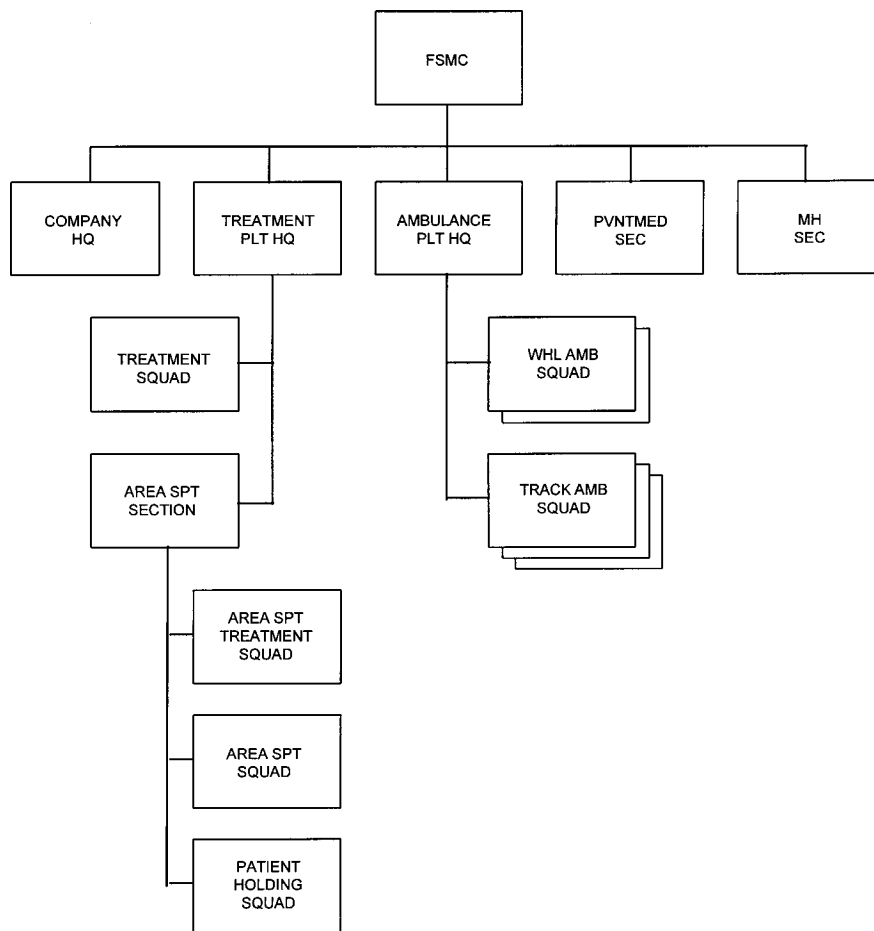 FSMC
COMPANY
HQ
TREATMENT
PLT HQ
AMBULANCE
PLT HQ
PVNTMED
SEC
MH
SEC
TREATMENT
SQUAD
WHL AMB
SQUAD
AREA SPT
SECTION
TRACK AMB
SQUAD
AREA SPT
TREATMENT
SQUAD
AREA SPT
SQUAD
PATIENT
HOLDING
SQUAD